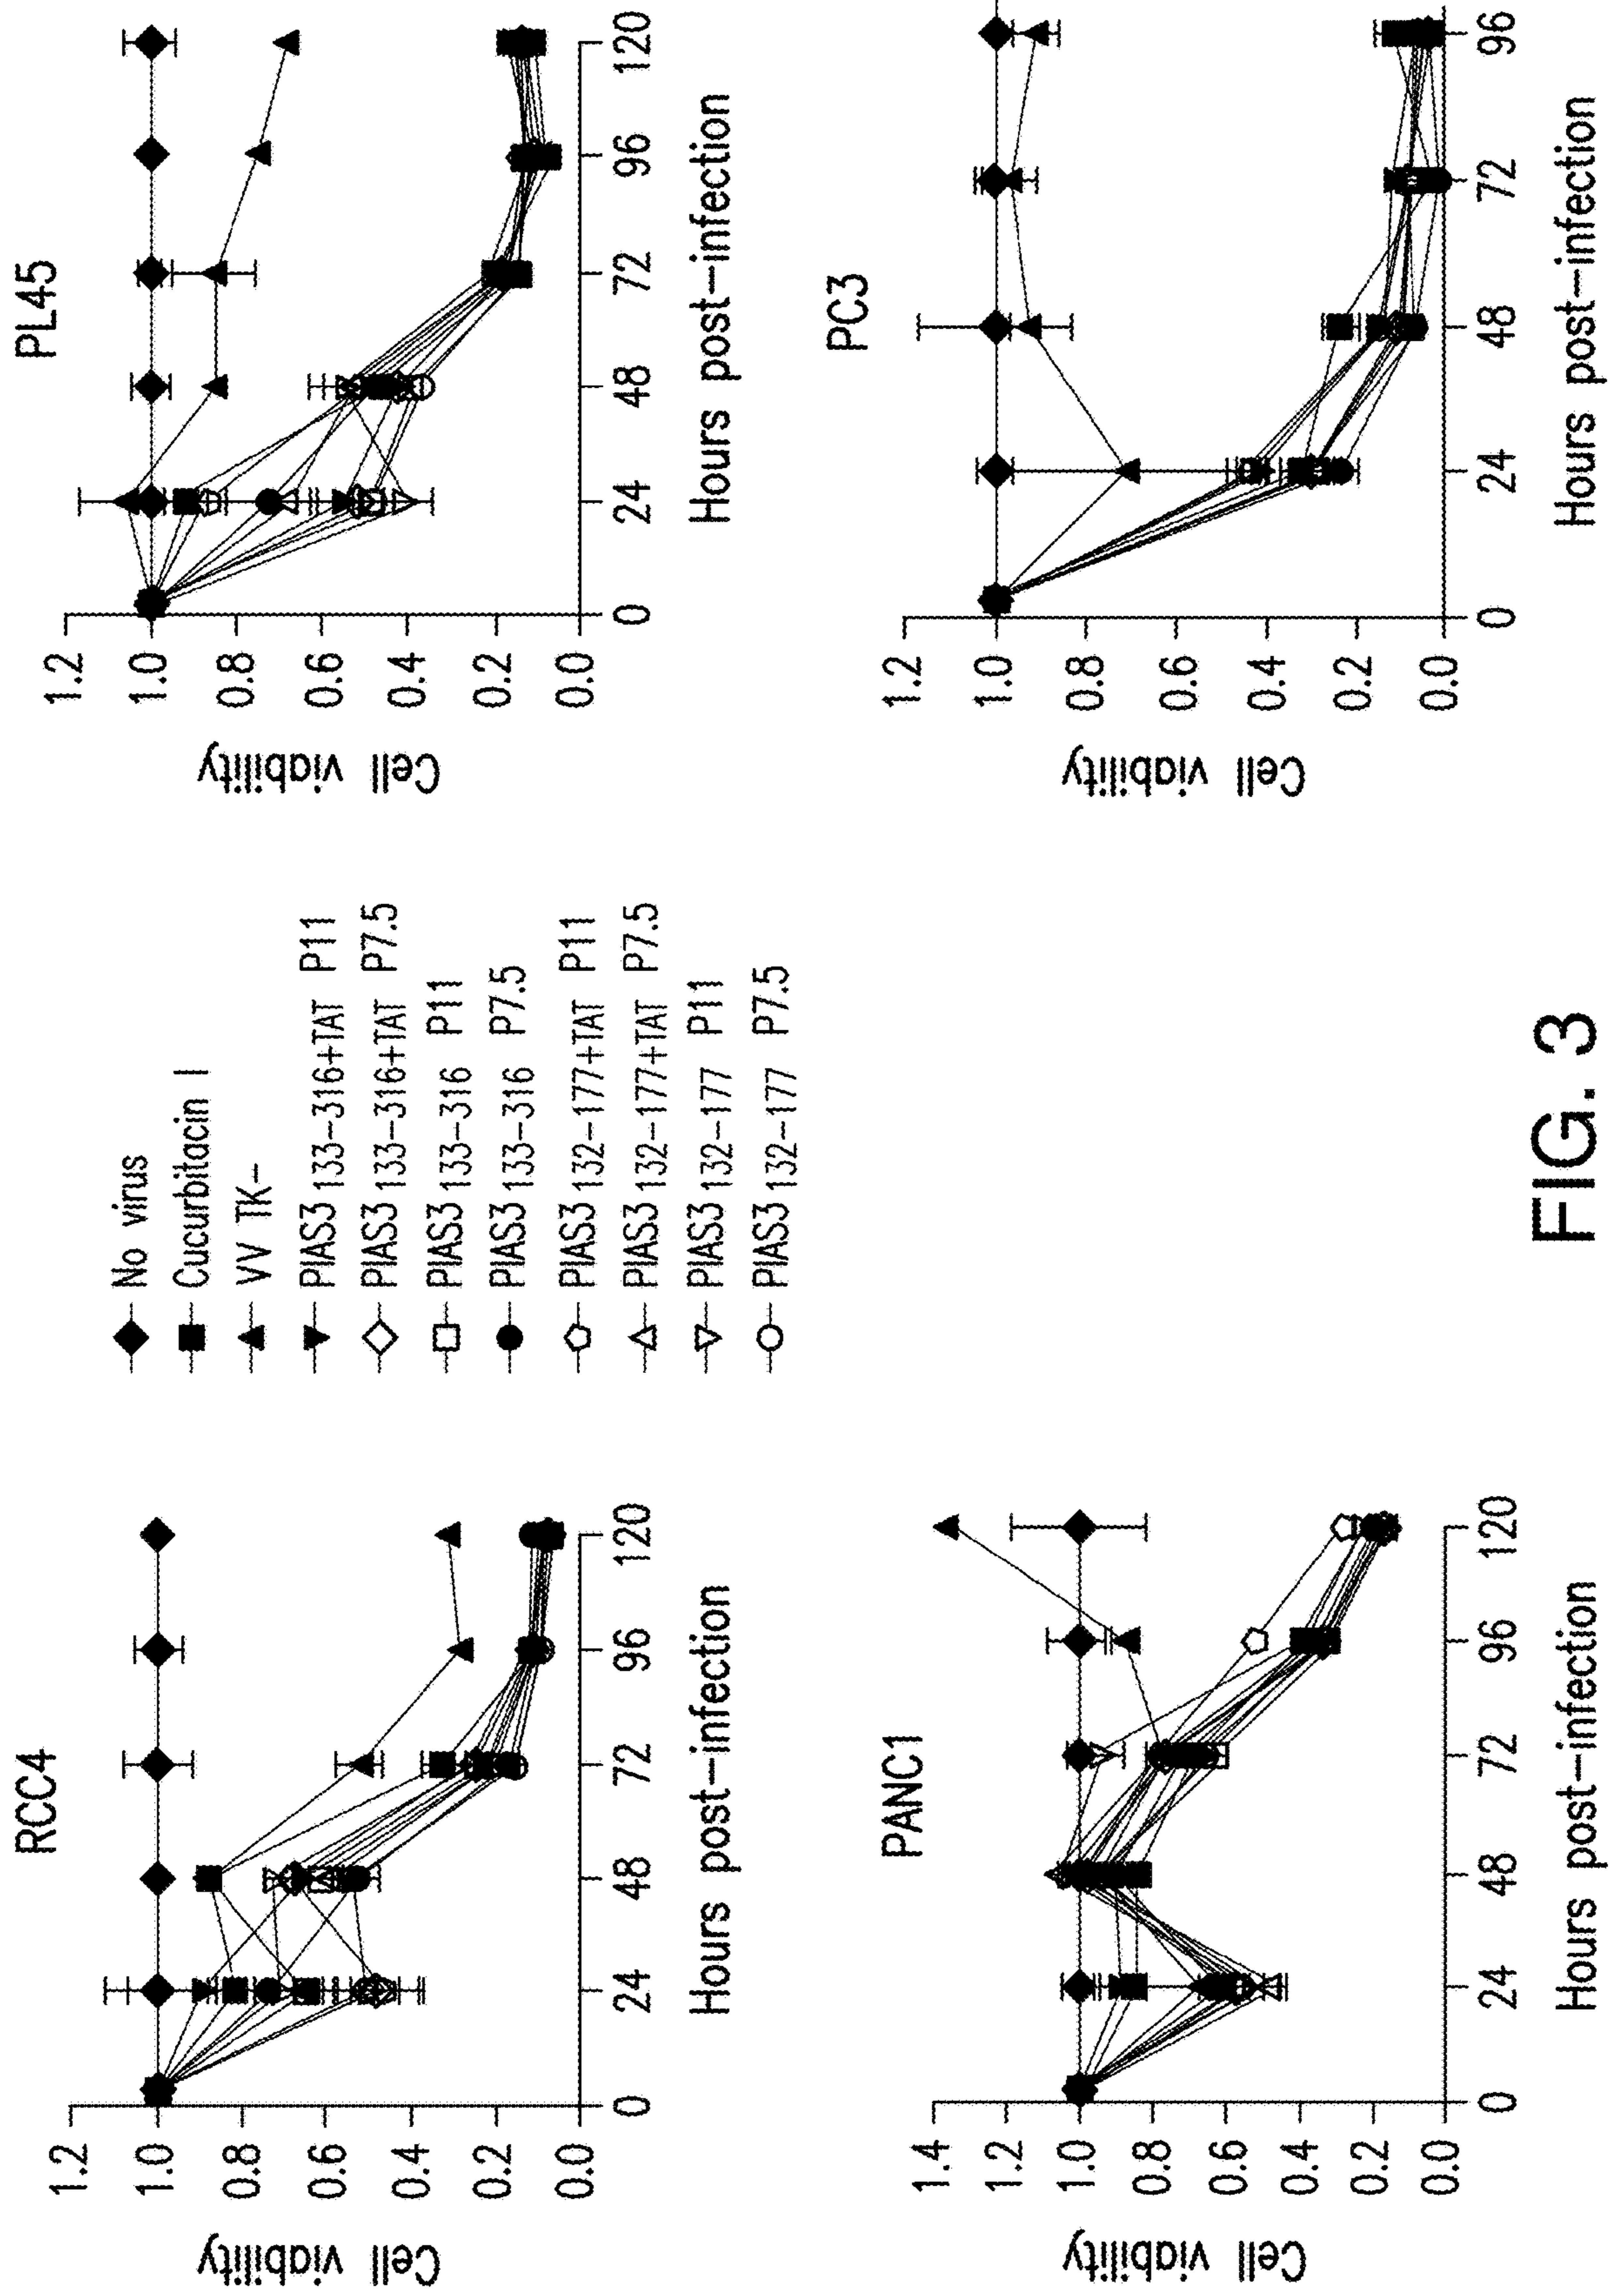 RCC4
Cell viability
1.2
1.0
0.8
0.6
0.4
0.2
0.0
0 24 48 72 96 120
Hours post-infection
No virus
Cucurbitacin I
VV TK-
PIAS3 133-316+TAT P11
PIAS3 133-316+TAT P7.5
PIAS3 133-316 P11
PIAS3 133-316 P7.5
PIAS3 132-177+TAT P11
PIAS3 132-177+TAT P7.5
PIAS3 132-177 P11
PIAS3 132-177 P7.5
PL45
Cell viability
1.2
1.0
0.8
0.6
0.4
0.2
0.0
0 24 48 72 96 120
Hours post-infection
PANC1
Cell viability
1.4
1.0
0.8
0.6
0.4
0.2
0.0
0 24 48 72 96 120
Hours post-infection
PC3
Cell viability
1.2
1.0
0.8
0.6
0.4
0.2
0.0
0 24 48 72 96
Hours post-infection
FIG. 3